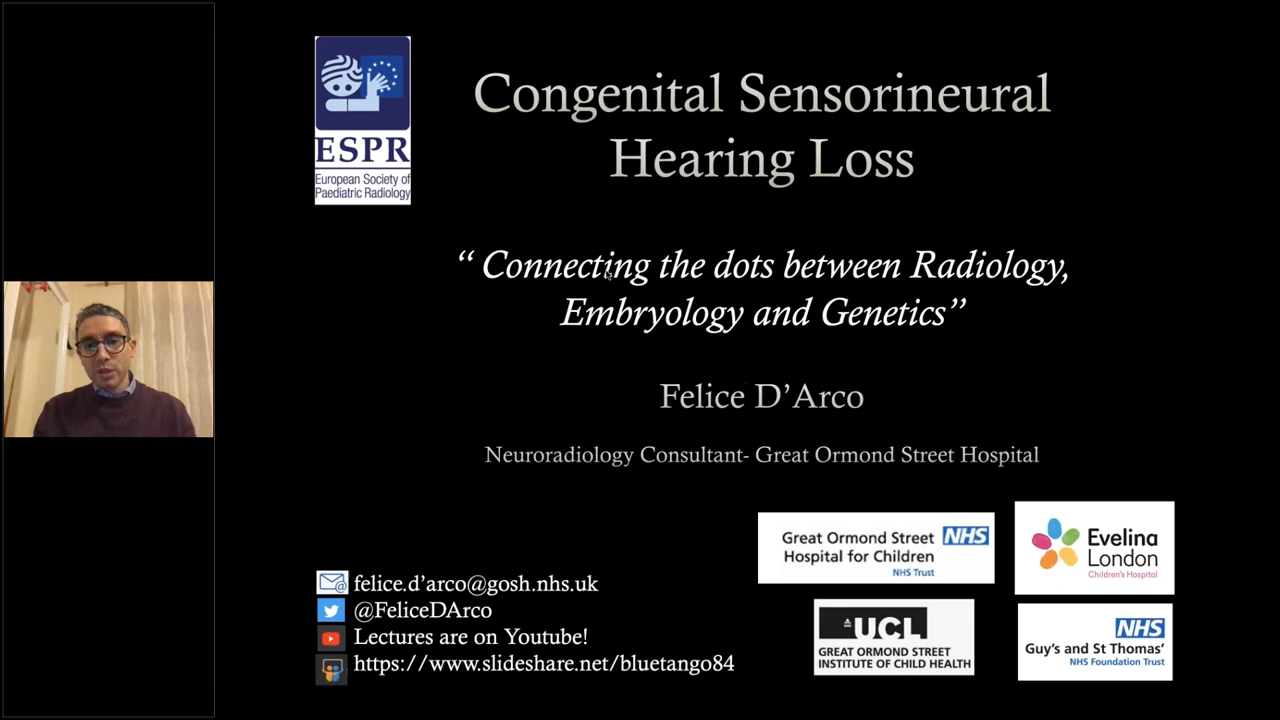 ESPR
European Society of
Paediatric Radiology
Congenital Sensorineural
Hearing Loss
“ Connecting the dots between Radiology,
Embryology and Genetics”
Felice D’Arco
Neuroradiology Consultant- Great Ormond Street Hospital
Great Ormond Street NHS
Hospital for Children
NHS Trust
Evelina
London
Children's Hospital
felice.d’arco@gosh.nhs.uk
@FeliceDArco
Lectures are on Youtube!
https://www.slideshare.net/bluetango84
UCL
GREAT ORMOND STREET
INSTITUTE OF CHILD HEALTH
NHS
Guy's and St Thomas'
NHS Foundation Trust